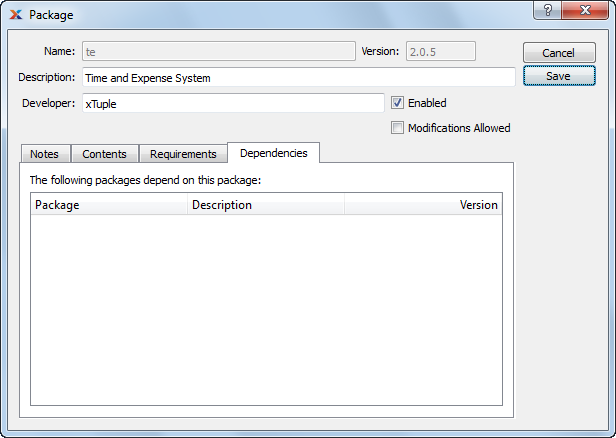 Package
Name: te Version: 2.0.5 Cancel
Description: Time and Expense System Save
Developer: xTuple Enabled
Modifications Allowed
Notes Contents Requirements Dependencies
The following packages depend on this package:
Package Description Version